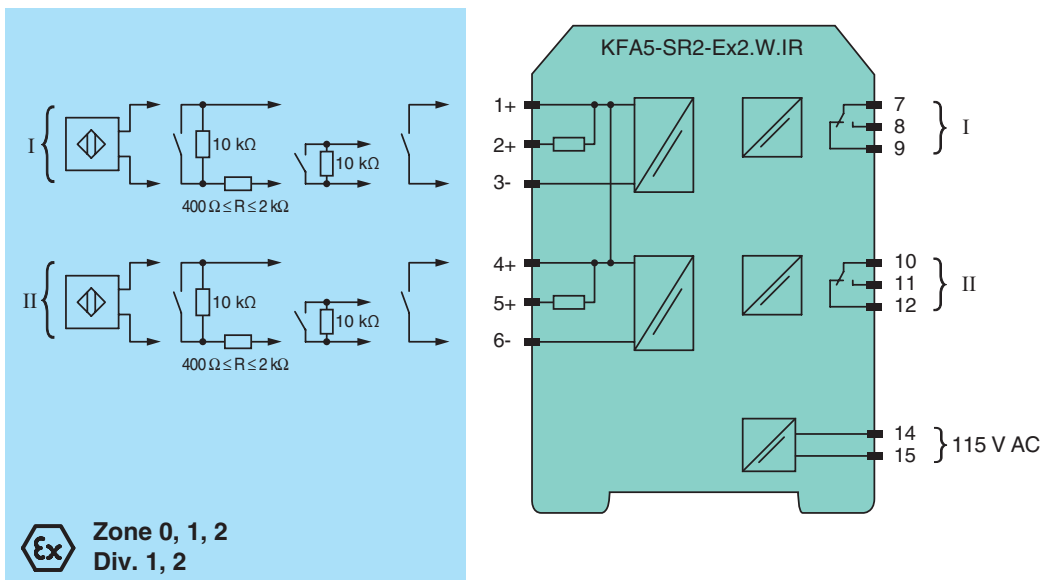 KFA5-SR2-Ex2.W.IR
I
10 kΩ
10 kΩ
400 Ω ≤ R ≤ 2 kΩ
1+
2+
3-
7
8
9
I
II
10 kΩ
10 kΩ
400 Ω ≤ R ≤ 2 kΩ
4+
5+
6-
10
11
12
II
14
15
115 V AC
Ex
Zone 0, 1, 2
Div. 1, 2